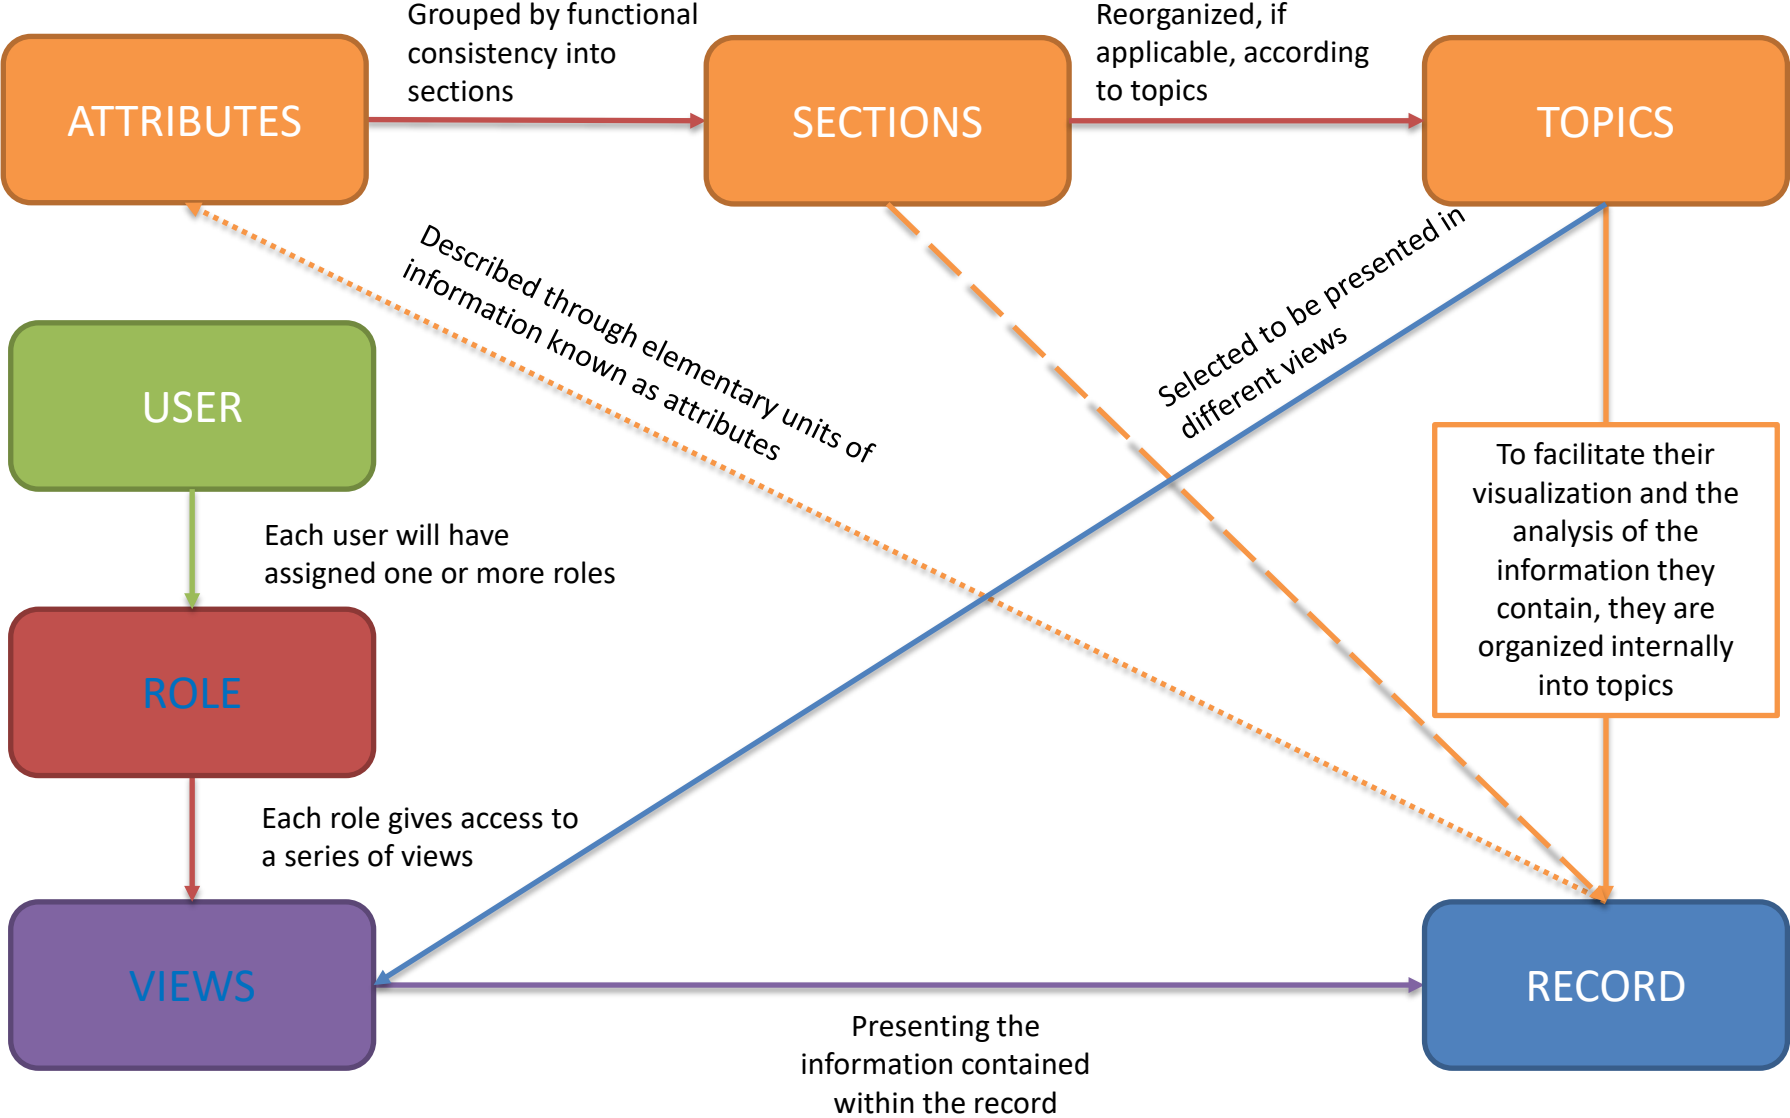 Grouped by functional
consistency into
sections
Reorganized, if
applicable, according
to topics
ATTRIBUTES
SECTIONS
TOPICS
Described through elementary units of
information known as attributes
Selected to be presented in
different views
USER
To facilitate their
visualization and the
analysis of the
information they
contain, they are
organized internally
into topics
Each user will have
assigned one or more roles
ROLE
Each role gives access to
a series of views
VIEWS
RECORD
Presenting the
information contained
within the record